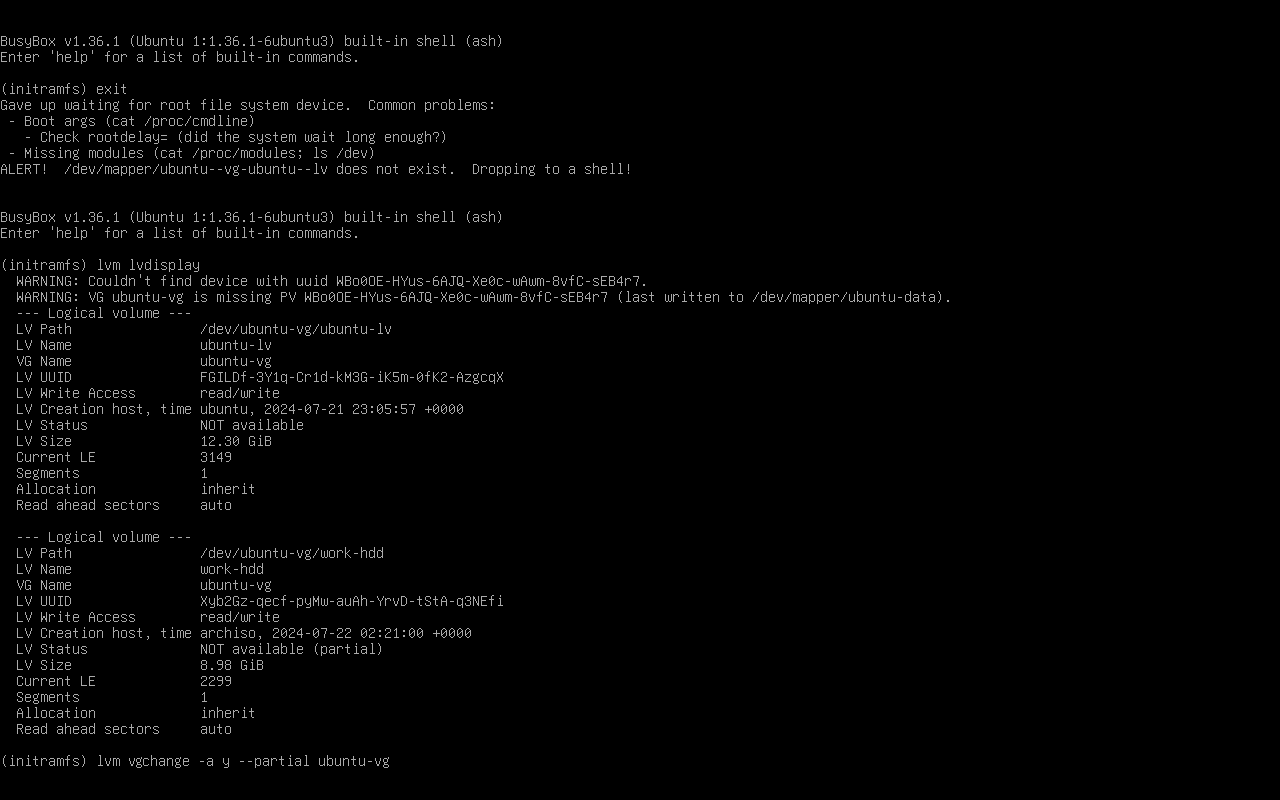 BusyBox v1.36.1 (Ubuntu 1:1.36.1-6ubuntu3) built-in shell (ash)
Enter 'help' for a list of built-in commands.

(initramfs) exit
Gave up waiting for root file system device.  Common problems:
 - Boot args (cat /proc/cmdline)
   - Check rootdelay= (did the system wait long enough?)
 - Missing modules (cat /proc/modules; ls /dev)
ALERT!  /dev/mapper/ubuntu--vg-ubuntu--lv does not exist.  Dropping to a shell!

BusyBox v1.36.1 (Ubuntu 1:1.36.1-6ubuntu3) built-in shell (ash)
Enter 'help' for a list of built-in commands.

(initramfs) lvm lvdisplay
  WARNING: Couldn't find device with uuid WBo0OE-HYus-6AJQ-Xe0c-wAwm-8vfC-sEB4r7.
  WARNING: VG ubuntu-vg is missing PV WBo0OE-HYus-6AJQ-Xe0c-wAwm-8vfC-sEB4r7 (last written to /dev/mapper/ubuntu-data).
  --- Logical volume ---
  LV Path                /dev/ubuntu-vg/ubuntu-lv
  LV Name                ubuntu-lv
  VG Name                ubuntu-vg
  LV UUID                FGILDf-3Y1q-Cr1d-kM3G-iK5m-0fK2-AzgcqX
  LV Write Access        read/write
  LV Creation host, time ubuntu, 2024-07-21 23:05:57 +0000
  LV Status              NOT available
  LV Size                12.30 GiB
  Current LE             3149
  Segments               1
  Allocation             inherit
  Read ahead sectors     auto

  --- Logical volume ---
  LV Path                /dev/ubuntu-vg/work-hdd
  LV Name                work-hdd
  VG Name                ubuntu-vg
  LV UUID                Xyb2Gz-qecf-pyMw-auAh-YrvD-tStA-q3NEfi
  LV Write Access        read/write
  LV Creation host, time archiso, 2024-07-22 02:21:00 +0000
  LV Status              NOT available (partial)
  LV Size                8.98 GiB
  Current LE             2299
  Segments               1
  Allocation             inherit
  Read ahead sectors     auto

(initramfs) lvm vgchange -a y --partial ubuntu-vg